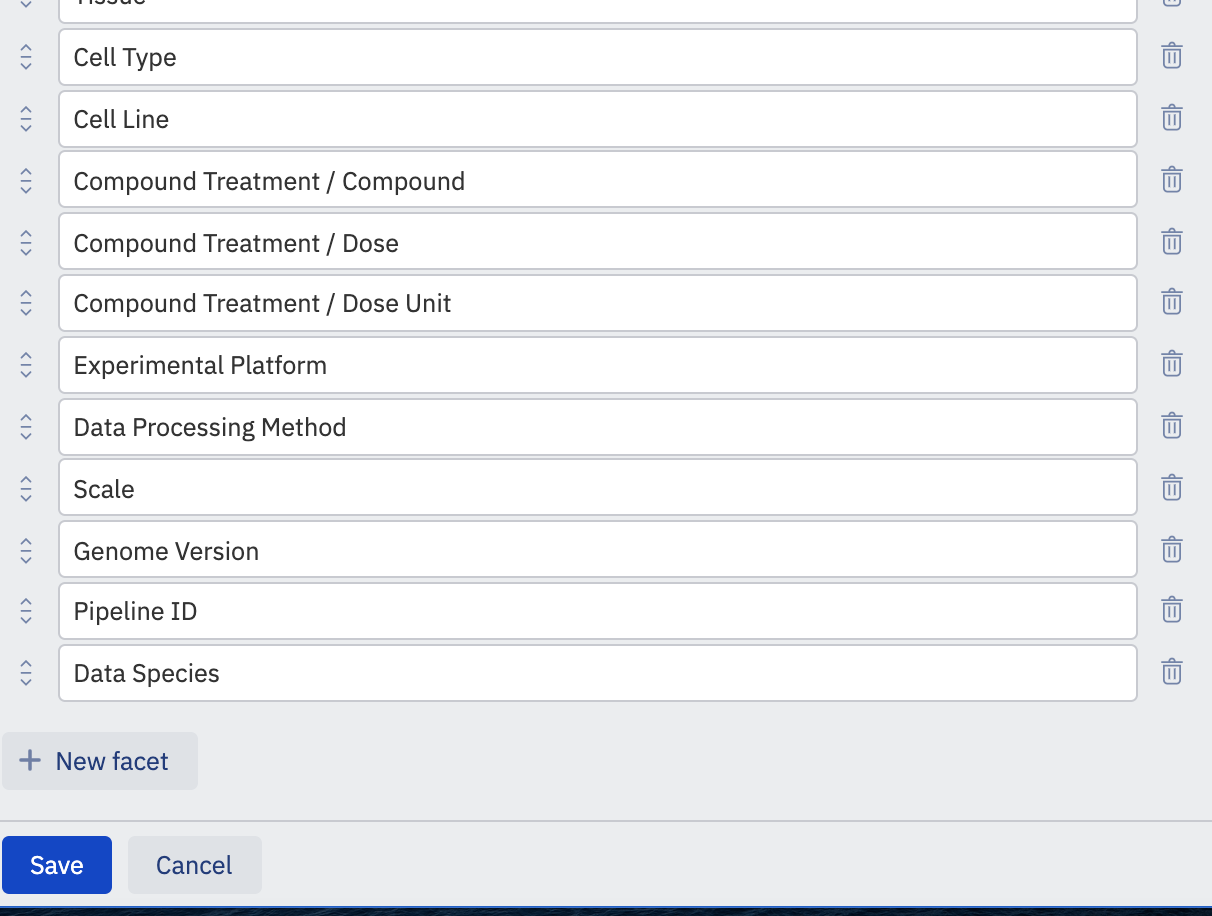 Tissue
Cell Type
Cell Line
Compound Treatment / Compound
Compound Treatment / Dose
Compound Treatment / Dose Unit
Experimental Platform
Data Processing Method
Scale
Genome Version
Pipeline ID
Data Species
New facet
Save
Cancel